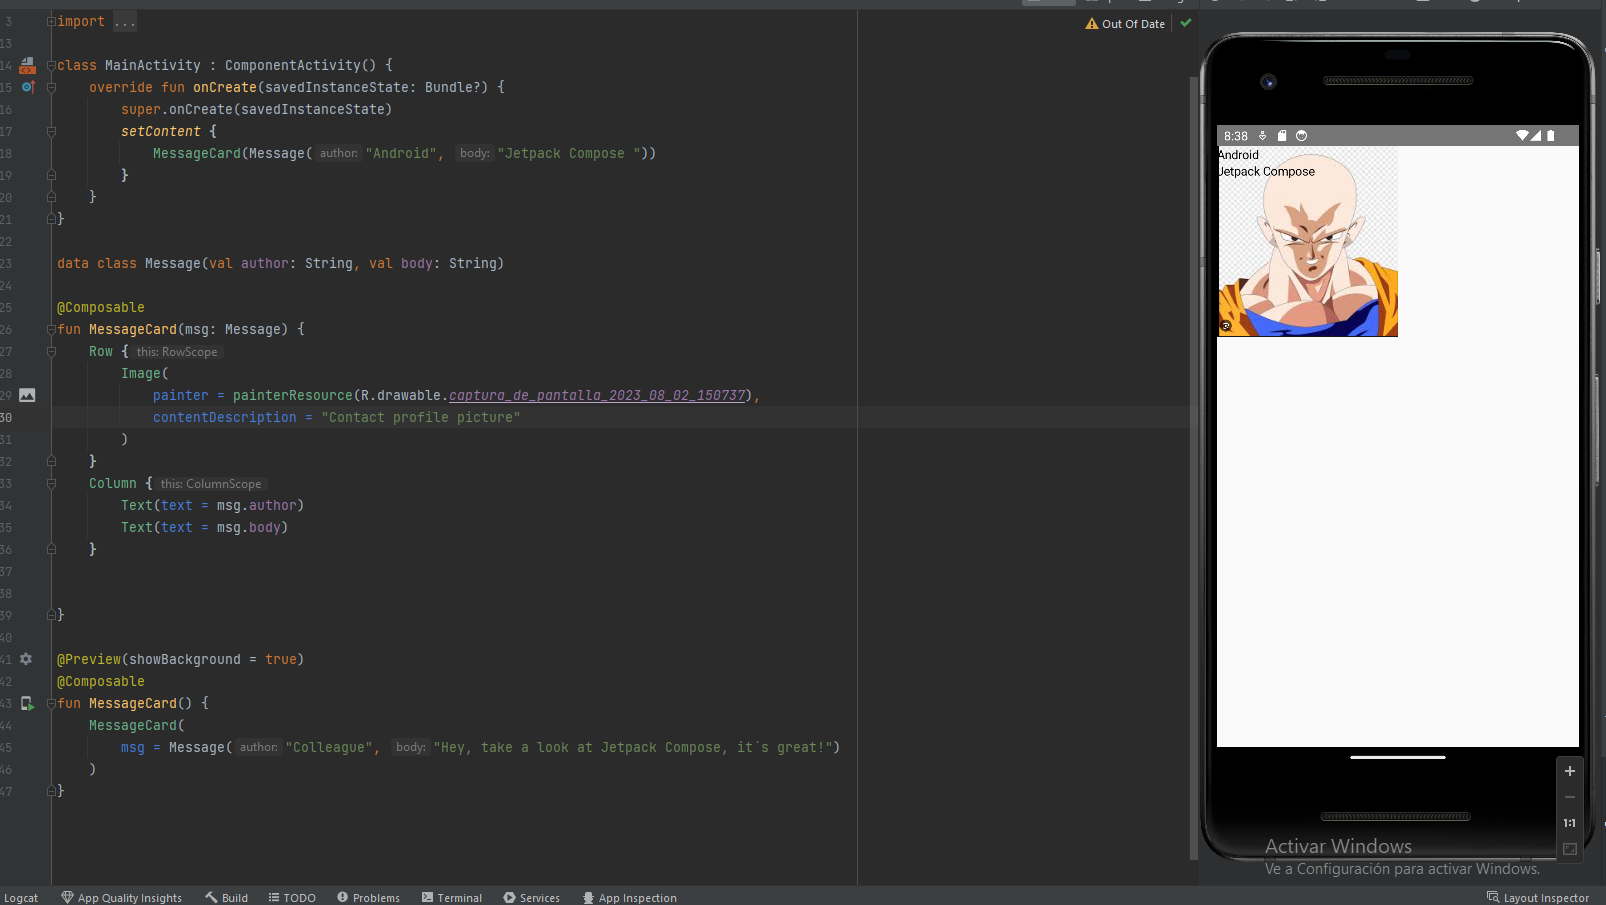 3 import ...
13
14 class MainActivity : ComponentActivity() {
15 override fun onCreate(savedInstanceState: Bundle?) {
16 super.onCreate(savedInstanceState)
17 setContent {
18 MessageCard(Message( author: "Android", body: "Jetpack Compose "))
19 }
20 }
21 }
22
23 data class Message(val author: String, val body: String)
24
25 @Composable
26 fun MessageCard(msg: Message) {
27 Row { this: RowScope
28 Image(
29 painter = painterResource(R.drawable.captura_de_pantalla_2023_08_02_150737),
30 contentDescription = "Contact profile picture"
31 )
32 }
33 Column { this: ColumnScope
34 Text(text = msg.author)
35 Text(text = msg.body)
36 }
37
38
39 }
40
41 @Preview(showBackground = true)
42 @Composable
43 fun MessageCard() {
44 MessageCard(
45 msg = Message( author: "Colleague", body: "Hey, take a look at Jetpack Compose, it´s great!")
46 )
47 }
Out Of Date
8:38
Android
Jetpack Compose
1:1
Activar Windows
Ve a Configuración para activar Windows.
Logcat App Quality Insights Build TODO Problems Terminal Services App Inspection Layout Inspector